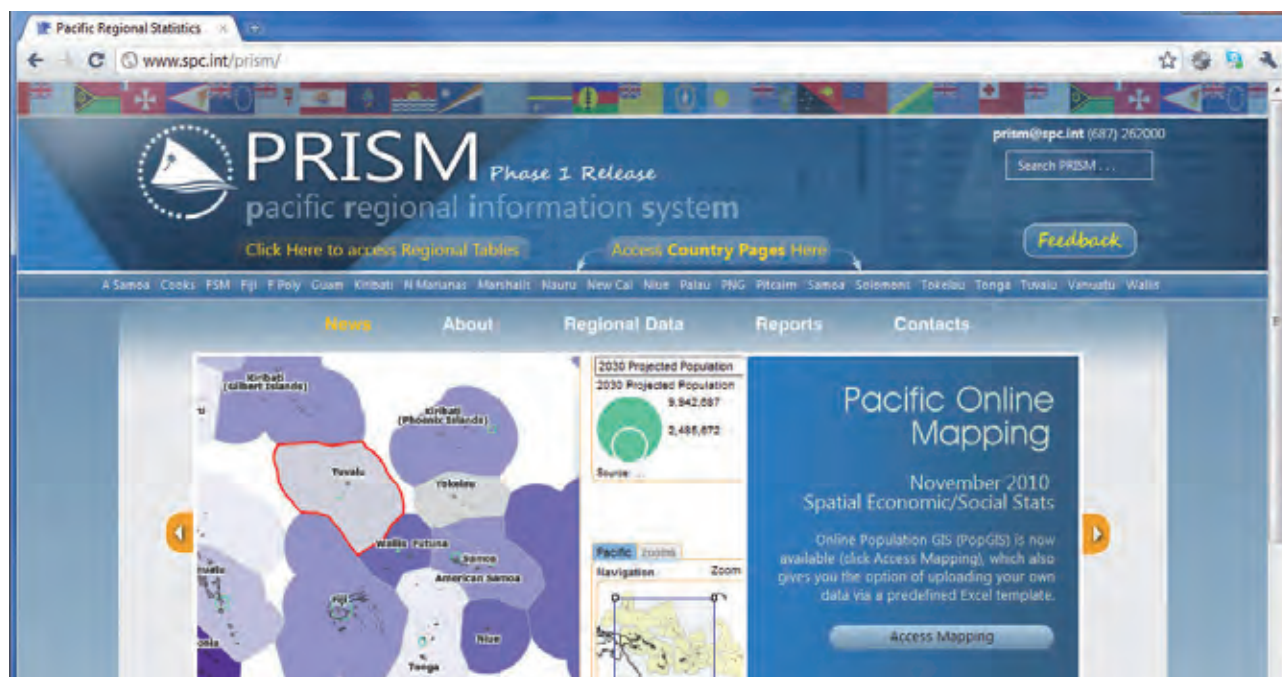 Pacific Regional Statistics
www.spc.int/prism/
PRISM Phase 1 Release
pacific regional information system
prism@spc.int (687) 262000
Search PRISM . . .
Feedback
Click Here to access Regional Tables
Access Country Pages Here
A Samoa Cooks FSM Fiji F Poly Guam Kiribati N Marianas Marshalls Nauru New Cal Niue Palau PNG Pitcairn Samoa Solomons Tokelau Tonga Tuvalu Vanuatu Wallis
News About Regional Data Reports Contacts
Kiribati
(Gilbert Islands)
Kiribati
(Phoenix Islands)
Tuvalu
Tokelau
Wallis Futuna
Samoa
American Samoa
Fiji
Niue
Tonga
2030 Projected Population
2030 Projected Population
9,942,687
2,485,672
Source: ...
Pacific Zooms
Navigation Zoom
Pacific Online
Mapping
November 2010
Spatial Economic/Social Stats
Online Population GIS (PopGIS) is now
available (click Access Mapping), which also
gives you the option of uploading your own
data via a predefined Excel template.
Access Mapping